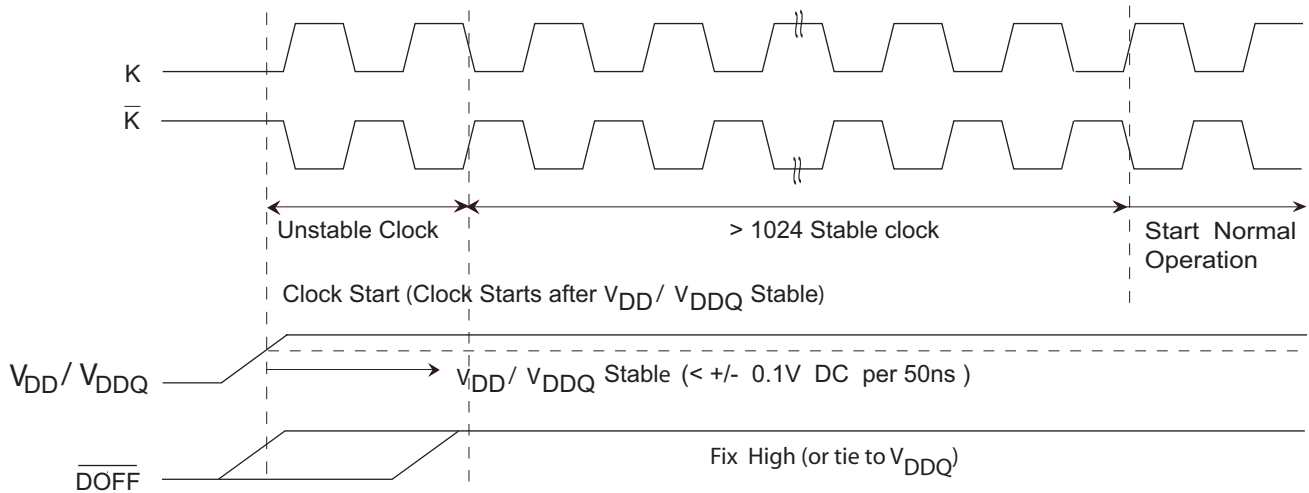 K
K̅
Unstable Clock
> 1024 Stable clock
Start Normal
Operation
Clock Start (Clock Starts after VDD / VDDQ Stable)
VDD / VDDQ
VDD / VDDQ Stable (< +/- 0.1V DC per 50ns )
D̅O̅F̅F̅
Fix High (or tie to VDDQ)